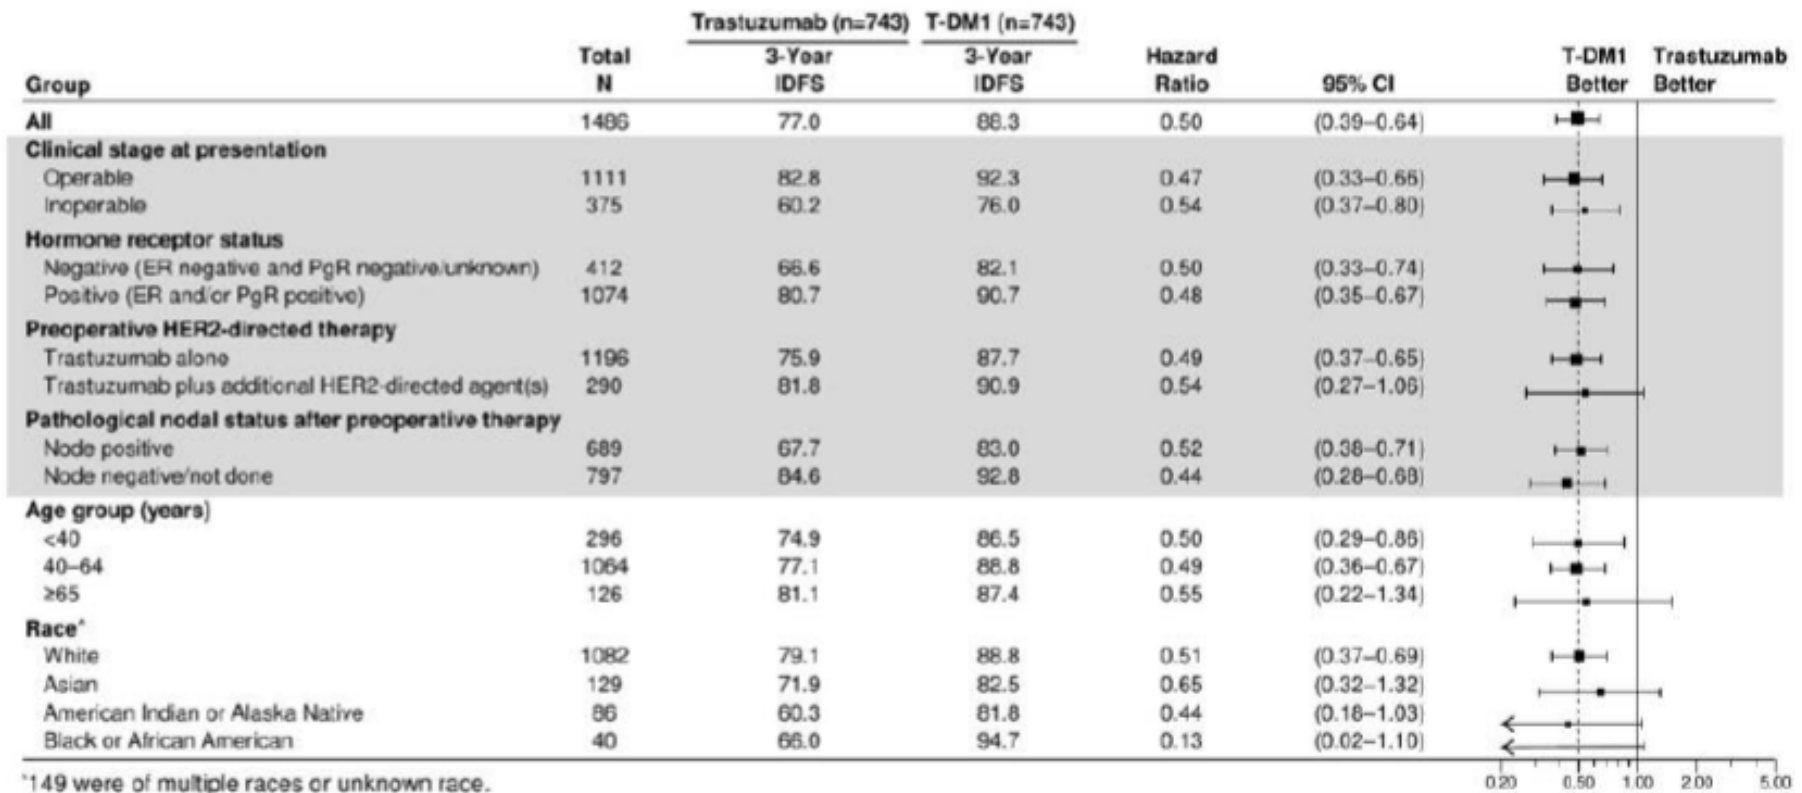 Trastuzumab (n=743) T-DM1 (n=743)
Total 3-Year 3-Year Hazard T-DM1 Trastuzumab
Group N IDFS IDFS Ratio 95% CI Better Better
All 1486 77.0 88.3 0.50 (0.39–0.64)
Clinical stage at presentation
Operable 1111 82.8 92.3 0.47 (0.33–0.66)
Inoperable 375 60.2 76.0 0.54 (0.37–0.80)
Hormone receptor status
Negative (ER negative and PgR negative/unknown) 412 66.6 82.1 0.50 (0.33–0.74)
Positive (ER and/or PgR positive) 1074 80.7 90.7 0.48 (0.35–0.67)
Preoperative HER2-directed therapy
Trastuzumab alone 1196 75.9 87.7 0.49 (0.37–0.65)
Trastuzumab plus additional HER2-directed agent(s) 290 81.8 90.9 0.54 (0.27–1.06)
Pathological nodal status after preoperative therapy
Node positive 689 67.7 83.0 0.52 (0.38–0.71)
Node negative/not done 797 84.6 92.8 0.44 (0.28–0.68)
Age group (years)
<40 296 74.9 86.5 0.50 (0.29–0.86)
40–64 1064 77.1 88.8 0.49 (0.36–0.67)
≥65 126 81.1 87.4 0.55 (0.22–1.34)
Race*
White 1082 79.1 88.8 0.51 (0.37–0.69)
Asian 129 71.9 82.5 0.65 (0.32–1.32)
American Indian or Alaska Native 86 60.3 81.8 0.44 (0.18–1.03)
Black or African American 40 66.0 94.7 0.13 (0.02–1.10)
*149 were of multiple races or unknown race. 0.20 0.50 1.00 2.00 5.00